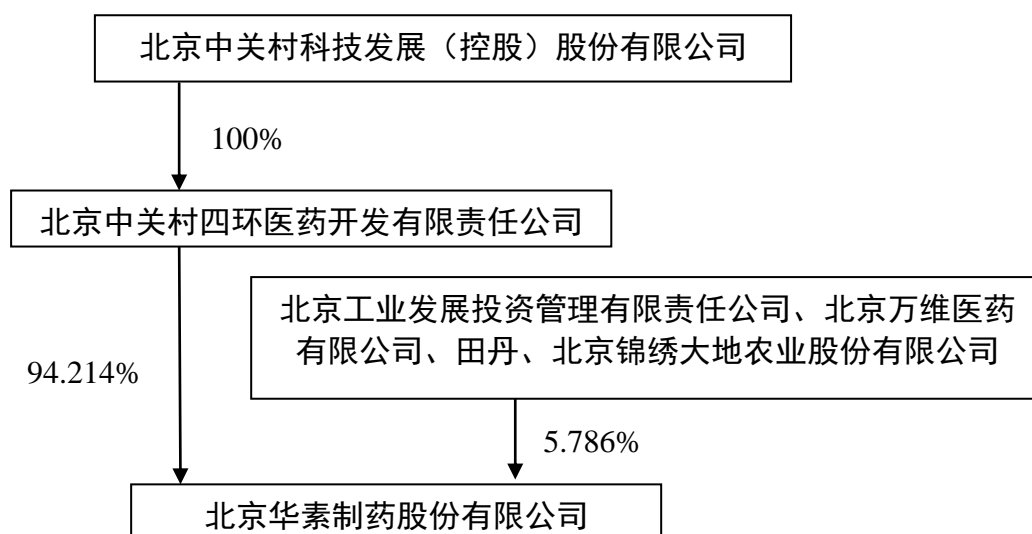 北京中关村科技发展（控股）股份有限公司
100%
北京中关村四环医药开发有限责任公司
北京工业发展投资管理有限责任公司、北京万维医药
有限公司、田丹、北京锦绣大地农业股份有限公司
94.214%
5.786%
北京华素制药股份有限公司